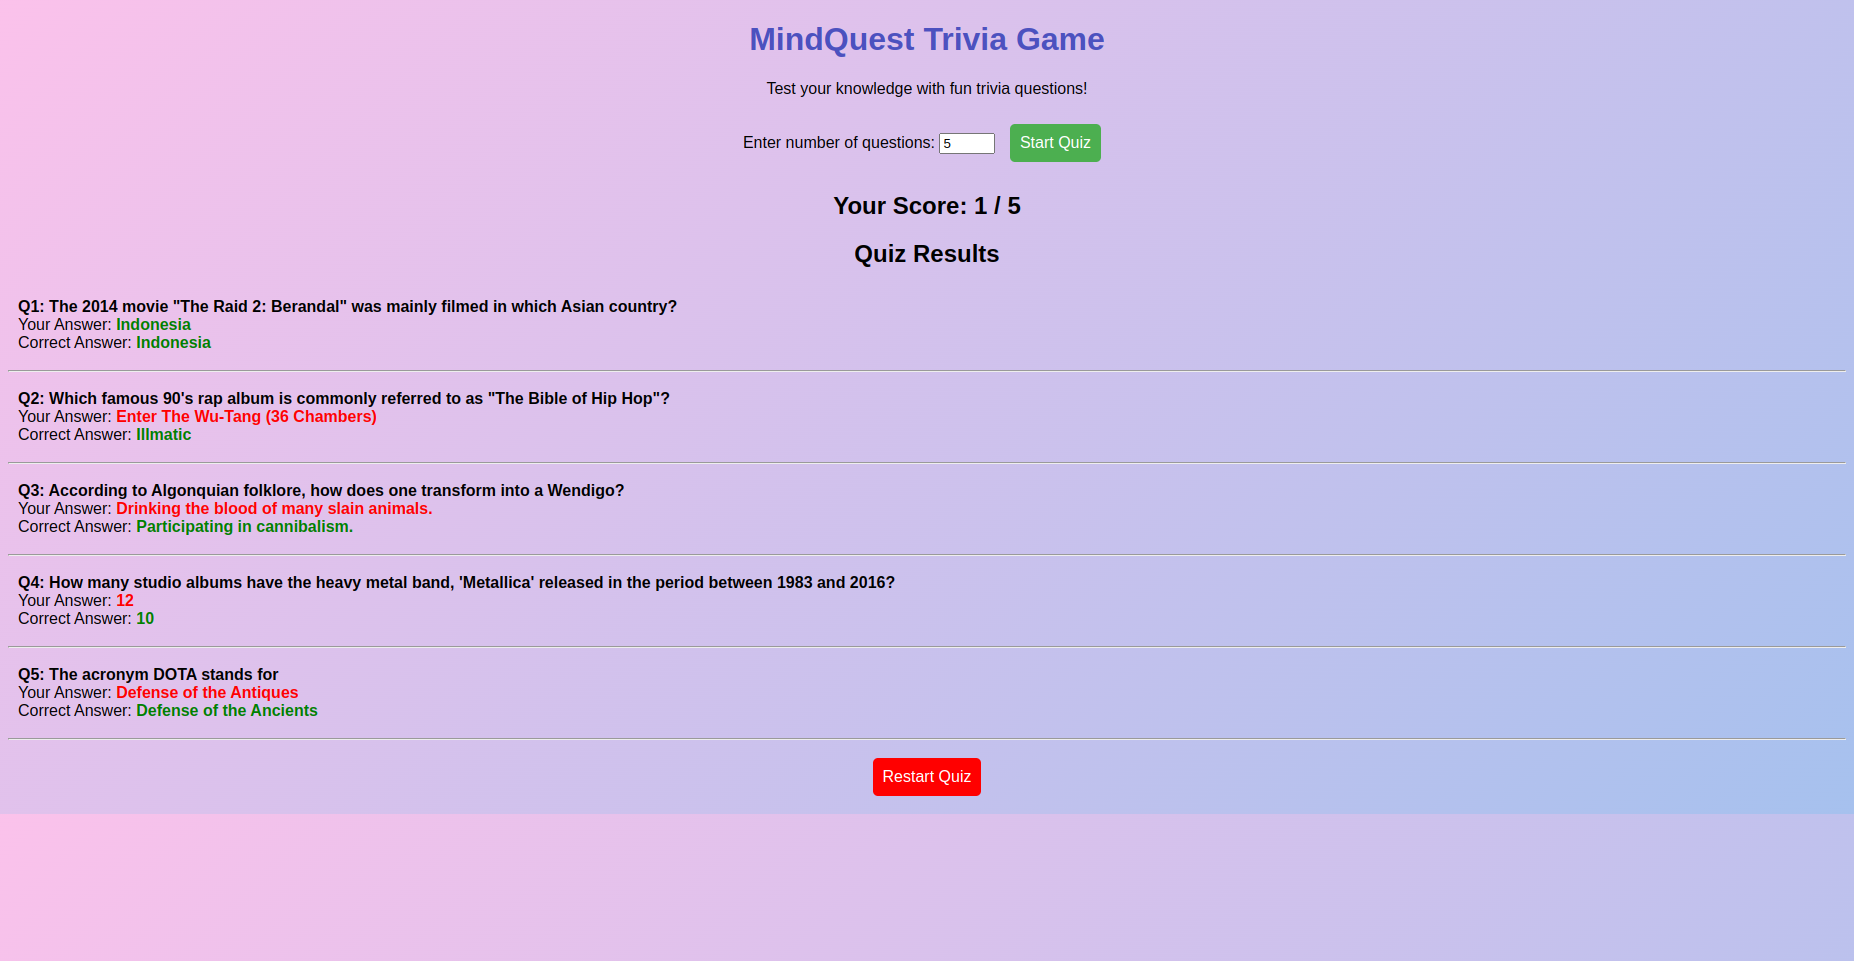 MindQuest Trivia Game
Test your knowledge with fun trivia questions!
Enter number of questions: 5 Start Quiz
Your Score: 1 / 5
Quiz Results
Q1: The 2014 movie "The Raid 2: Berandal" was mainly filmed in which Asian country?
Your Answer: Indonesia
Correct Answer: Indonesia
Q2: Which famous 90's rap album is commonly referred to as "The Bible of Hip Hop"?
Your Answer: Enter The Wu-Tang (36 Chambers)
Correct Answer: Illmatic
Q3: According to Algonquian folklore, how does one transform into a Wendigo?
Your Answer: Drinking the blood of many slain animals.
Correct Answer: Participating in cannibalism.
Q4: How many studio albums have the heavy metal band, 'Metallica' released in the period between 1983 and 2016?
Your Answer: 12
Correct Answer: 10
Q5: The acronym DOTA stands for
Your Answer: Defense of the Antiques
Correct Answer: Defense of the Ancients
Restart Quiz